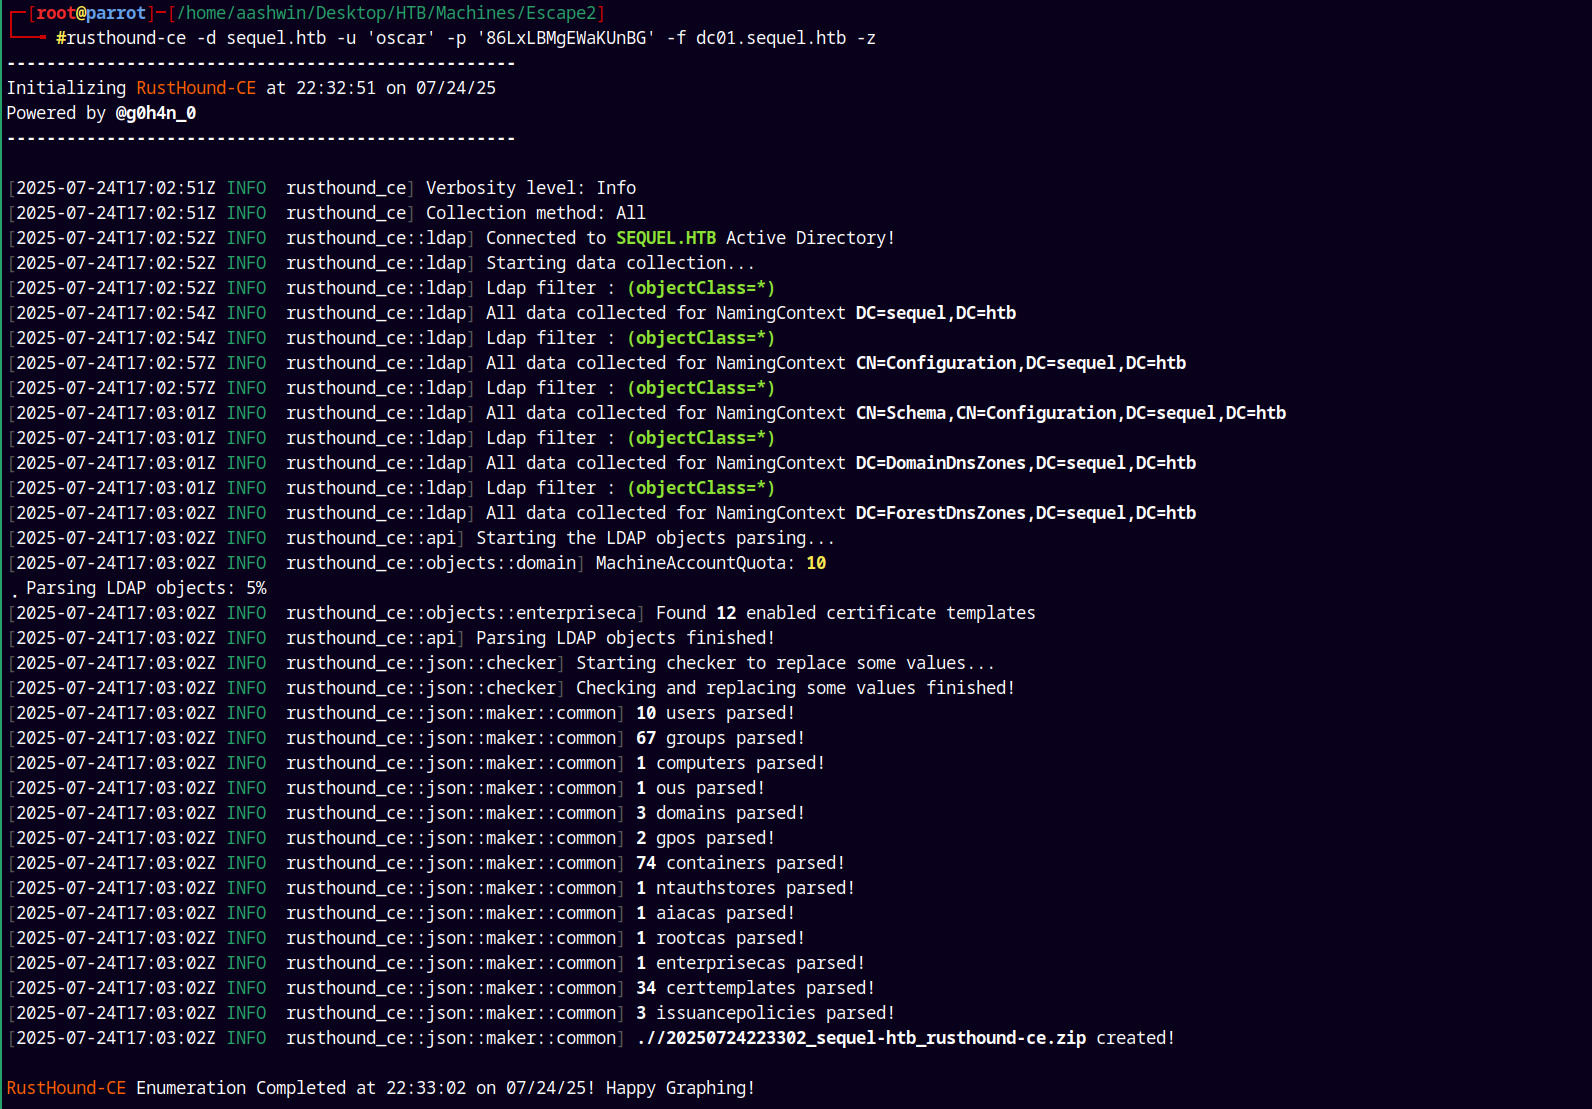 ┌─[root@parrot]─[/home/aashwin/Desktop/HTB/Machines/Escape2]
└──╼ #rusthound-ce -d sequel.htb -u 'oscar' -p '86LxLBMgEWaKUnBG' -f dc01.sequel.htb -z
---------------------------------------------------
Initializing RustHound-CE at 22:32:51 on 07/24/25
Powered by @g0h4n_0
---------------------------------------------------
[2025-07-24T17:02:51Z INFO  rusthound_ce] Verbosity level: Info
[2025-07-24T17:02:51Z INFO  rusthound_ce] Collection method: All
[2025-07-24T17:02:52Z INFO  rusthound_ce::ldap] Connected to SEQUEL.HTB Active Directory!
[2025-07-24T17:02:52Z INFO  rusthound_ce::ldap] Starting data collection...
[2025-07-24T17:02:52Z INFO  rusthound_ce::ldap] Ldap filter : (objectClass=*)
[2025-07-24T17:02:54Z INFO  rusthound_ce::ldap] All data collected for NamingContext DC=sequel,DC=htb
[2025-07-24T17:02:54Z INFO  rusthound_ce::ldap] Ldap filter : (objectClass=*)
[2025-07-24T17:02:57Z INFO  rusthound_ce::ldap] All data collected for NamingContext CN=Configuration,DC=sequel,DC=htb
[2025-07-24T17:02:57Z INFO  rusthound_ce::ldap] Ldap filter : (objectClass=*)
[2025-07-24T17:03:01Z INFO  rusthound_ce::ldap] All data collected for NamingContext CN=Schema,CN=Configuration,DC=sequel,DC=htb
[2025-07-24T17:03:01Z INFO  rusthound_ce::ldap] Ldap filter : (objectClass=*)
[2025-07-24T17:03:01Z INFO  rusthound_ce::ldap] All data collected for NamingContext DC=DomainDnsZones,DC=sequel,DC=htb
[2025-07-24T17:03:01Z INFO  rusthound_ce::ldap] Ldap filter : (objectClass=*)
[2025-07-24T17:03:02Z INFO  rusthound_ce::ldap] All data collected for NamingContext DC=ForestDnsZones,DC=sequel,DC=htb
[2025-07-24T17:03:02Z INFO  rusthound_ce::api] Starting the LDAP objects parsing...
[2025-07-24T17:03:02Z INFO  rusthound_ce::objects::domain] MachineAccountQuota: 10
. Parsing LDAP objects: 5%
[2025-07-24T17:03:02Z INFO  rusthound_ce::objects::enterpriseca] Found 12 enabled certificate templates
[2025-07-24T17:03:02Z INFO  rusthound_ce::api] Parsing LDAP objects finished!
[2025-07-24T17:03:02Z INFO  rusthound_ce::json::checker] Starting checker to replace some values...
[2025-07-24T17:03:02Z INFO  rusthound_ce::json::checker] Checking and replacing some values finished!
[2025-07-24T17:03:02Z INFO  rusthound_ce::json::maker::common] 10 users parsed!
[2025-07-24T17:03:02Z INFO  rusthound_ce::json::maker::common] 67 groups parsed!
[2025-07-24T17:03:02Z INFO  rusthound_ce::json::maker::common] 1 computers parsed!
[2025-07-24T17:03:02Z INFO  rusthound_ce::json::maker::common] 1 ous parsed!
[2025-07-24T17:03:02Z INFO  rusthound_ce::json::maker::common] 3 domains parsed!
[2025-07-24T17:03:02Z INFO  rusthound_ce::json::maker::common] 2 gpos parsed!
[2025-07-24T17:03:02Z INFO  rusthound_ce::json::maker::common] 74 containers parsed!
[2025-07-24T17:03:02Z INFO  rusthound_ce::json::maker::common] 1 ntauthstores parsed!
[2025-07-24T17:03:02Z INFO  rusthound_ce::json::maker::common] 1 aiacas parsed!
[2025-07-24T17:03:02Z INFO  rusthound_ce::json::maker::common] 1 rootcas parsed!
[2025-07-24T17:03:02Z INFO  rusthound_ce::json::maker::common] 1 enterprisecas parsed!
[2025-07-24T17:03:02Z INFO  rusthound_ce::json::maker::common] 34 certtemplates parsed!
[2025-07-24T17:03:02Z INFO  rusthound_ce::json::maker::common] 3 issuancepolicies parsed!
[2025-07-24T17:03:02Z INFO  rusthound_ce::json::maker::common] .//20250724223302_sequel-htb_rusthound-ce.zip created!
RustHound-CE Enumeration Completed at 22:33:02 on 07/24/25! Happy Graphing!